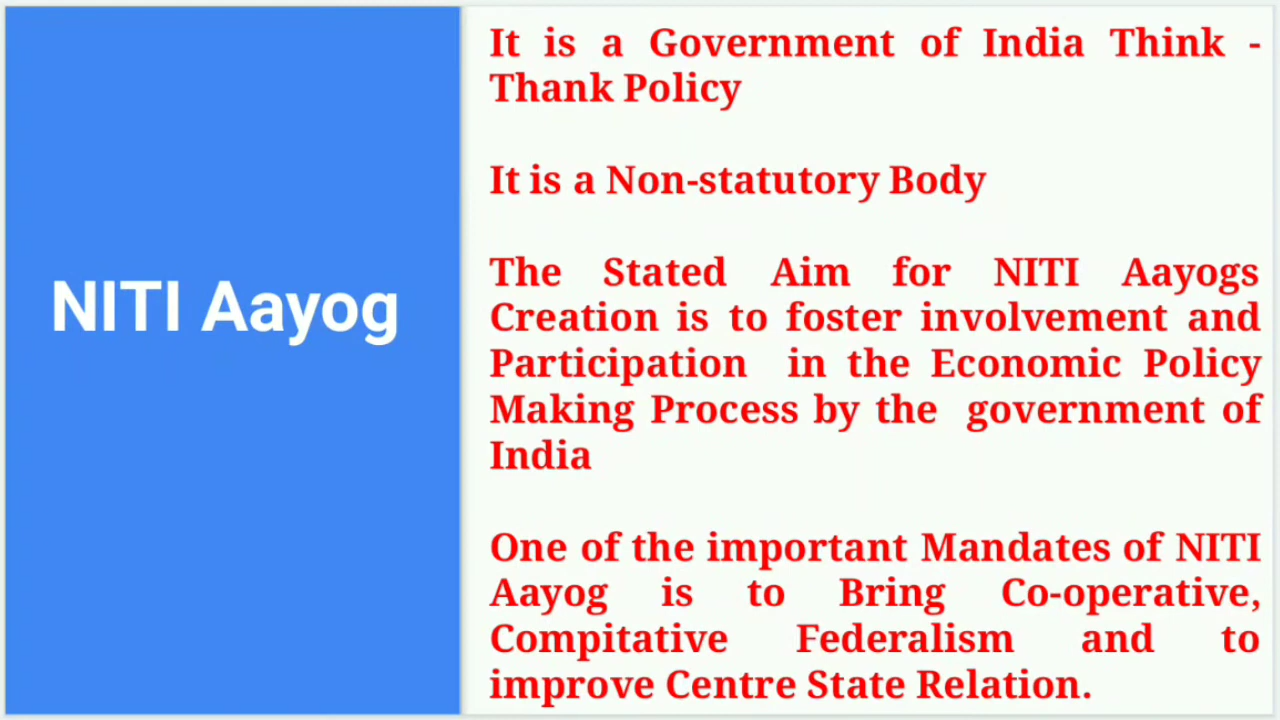 NITI Aayog
It is a Government of India Think -
Thank Policy
It is a Non-statutory Body
The Stated Aim for NITI Aayogs
Creation is to foster involvement and
Participation in the Economic Policy
Making Process by the government of
India
One of the important Mandates of NITI
Aayog is to Bring Co-operative,
Compitative Federalism and to
improve Centre State Relation.